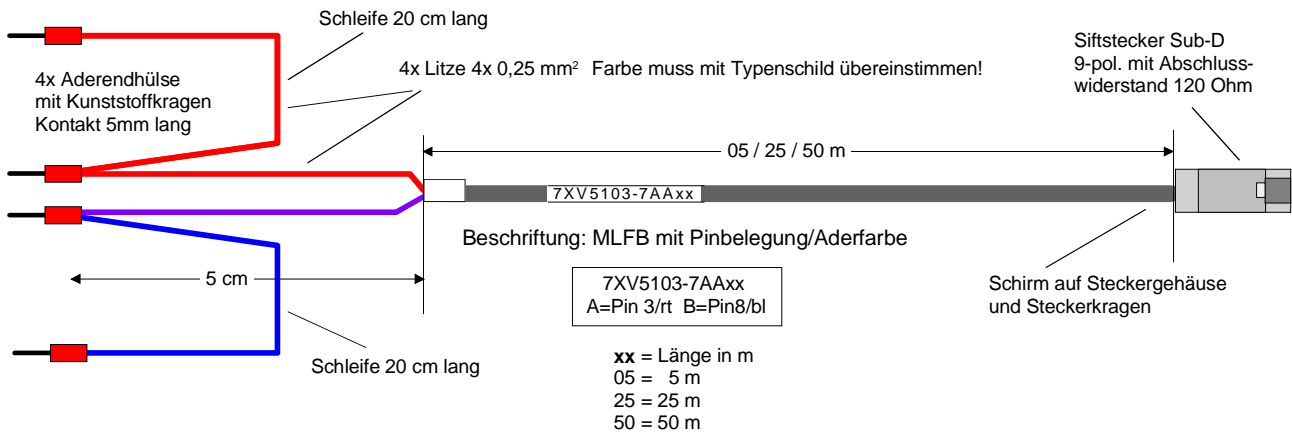 Schleife 20 cm lang
4x Aderendhülse
mit Kunststoffkragen
Kontakt 5mm lang
4x Litze 4x 0,25 mm² Farbe muss mit Typenschild übereinstimmen!
Siftstecker Sub-D
9-pol. mit Abschluss-
widerstand 120 Ohm
05 / 25 / 50 m
7XV5103-7AAxx
Beschriftung: MLFB mit Pinbelegung/Aderfarbe
5 cm
7XV5103-7AAxx
A=Pin 3/rt B=Pin8/bl
Schirm auf Steckergehäuse
und Steckerkragen
Schleife 20 cm lang
xx = Länge in m
05 = 5 m
25 = 25 m
50 = 50 m